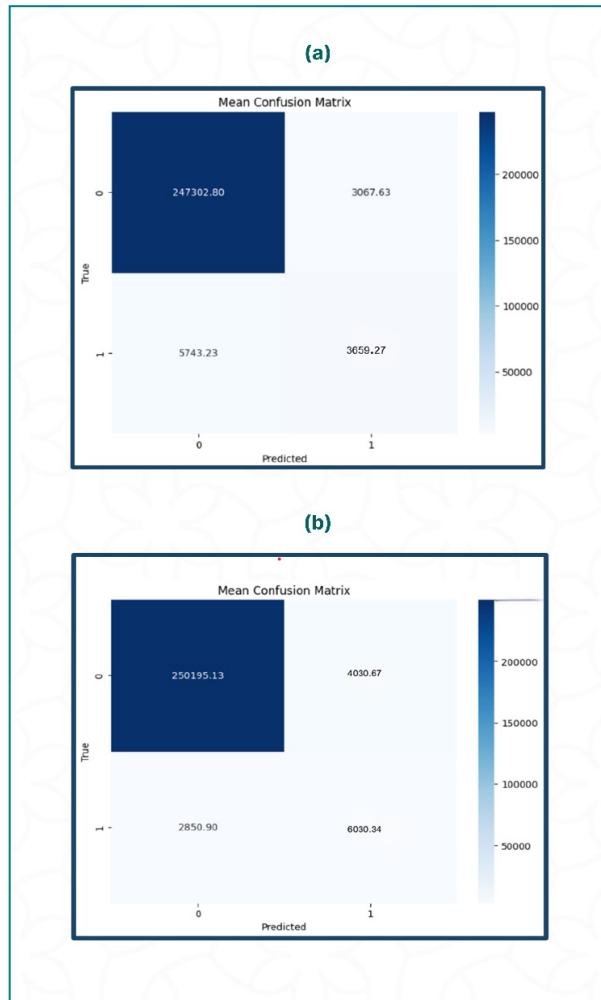 (a)
Mean Confusion Matrix
247302.80 3067.63
5743.23 3659.27
0
1
True
0 1
Predicted
200000
150000
100000
50000
(b)
Mean Confusion Matrix
250195.13 4030.67
2850.90 6030.34
0
1
True
0 1
Predicted
200000
150000
100000
50000